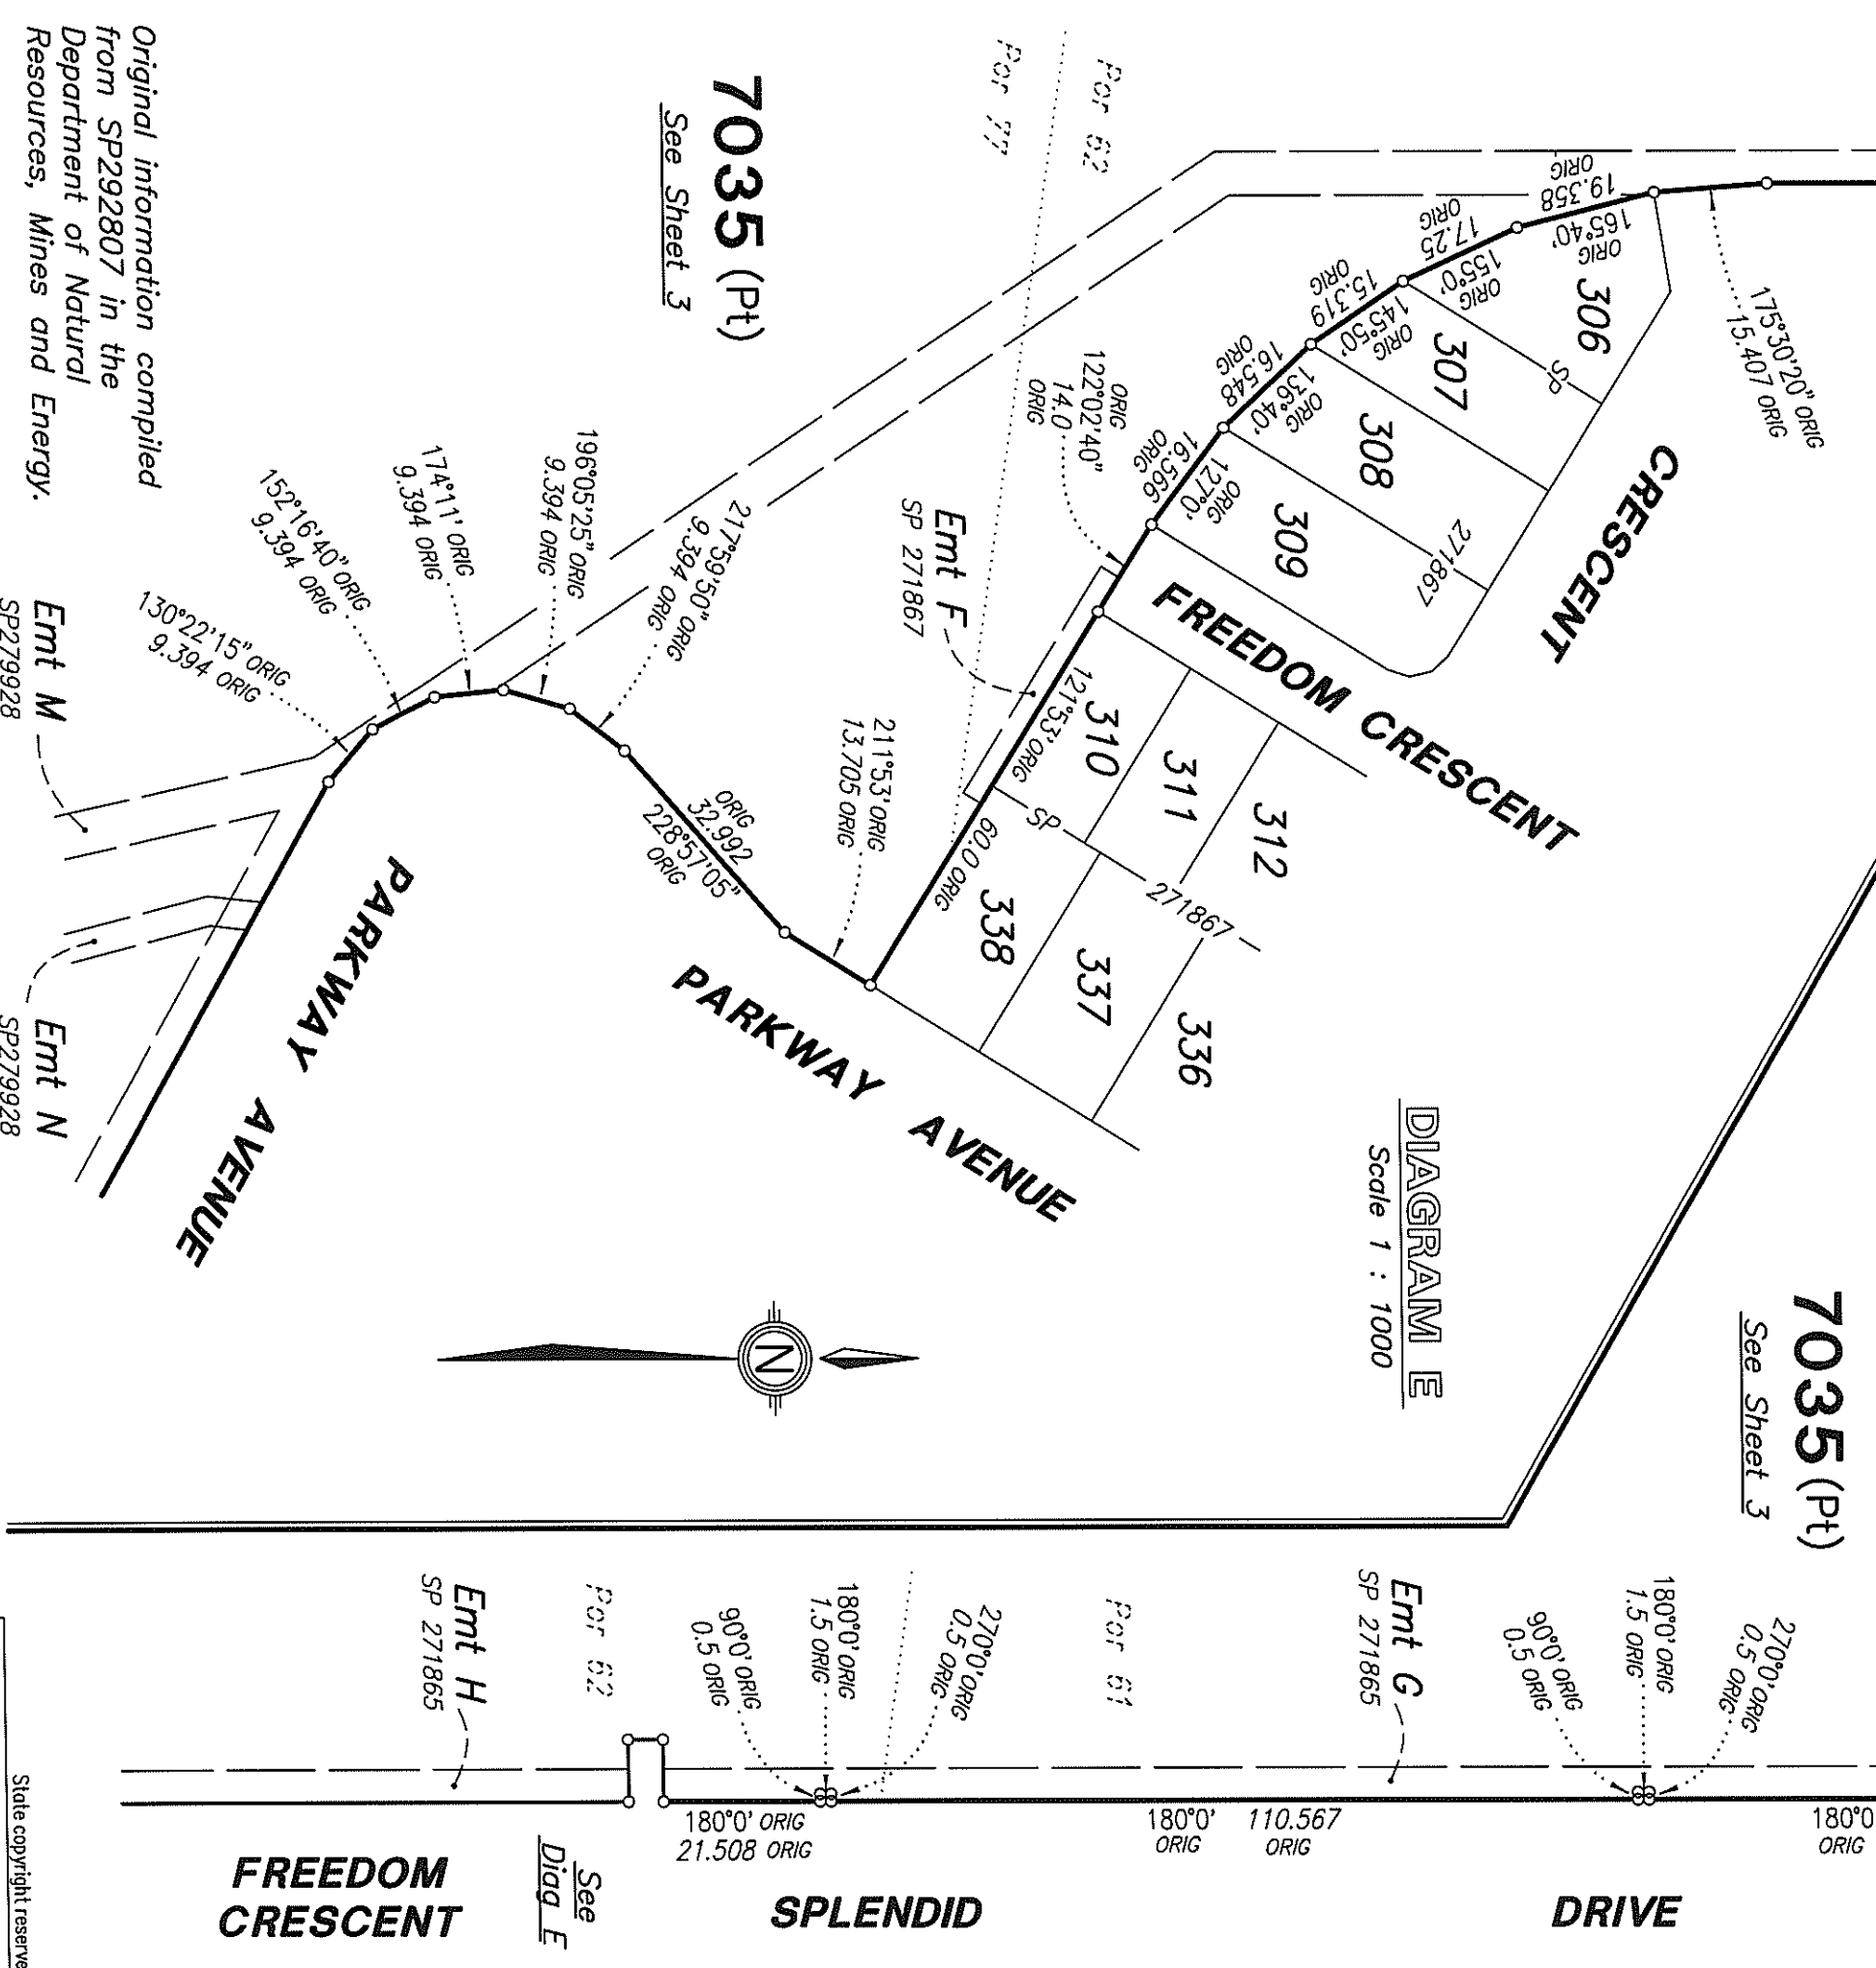 7035 (Pt)
See Sheet 3
175°30'20" ORIG
15.407 ORIG
CRESCENT
306
165°40'
ORIG
19.358
ORIG
307
155°0'
ORIG
17.25
ORIG
308
145°50'
ORIG
15.319
ORIG
309
136°40'
ORIG
16.548
ORIG
127°0'
ORIG
16.566
ORIG
SP
271867
ORIG
122°02'40"
14.0
ORIG
FREEDOM CRESCENT
Por 62
Por 77
7035 (Pt)
See Sheet 3
Emt F
SP 271867
310
311
312
121°53' ORIG
60.0 ORIG
SP
271867
338
337
336
211°53' ORIG
13.705 ORIG
ORIG
32.992
228°57'05"
ORIG
217°59'50" ORIG
9.394 ORIG
196°05'25" ORIG
9.394 ORIG
174°11' ORIG
9.394 ORIG
152°16'40" ORIG
9.394 ORIG
130°22'15" ORIG
9.394 ORIG
PARKWAY AVENUE
PARKWAY AVENUE
Emt M
SP279928
Emt N
SP279928
Original information compiled
from SP292807 in the
Department of Natural
Resources, Mines and Energy.
DIAGRAM E
Scale 1 : 1000
N
270°0' ORIG
0.5 ORIG
180°0' ORIG
1.5 ORIG
90°0' ORIG
0.5 ORIG
Emt G
SP 271865
Por 61
270°0' ORIG
0.5 ORIG
180°0' ORIG
1.5 ORIG
90°0' ORIG
0.5 ORIG
Por 62
Emt H
SP 271865
180°0' ORIG
21.508 ORIG
180°0'
ORIG
110.567
ORIG
180°0
ORIG
See
Diag E
FREEDOM
CRESCENT
SPLENDID
DRIVE
State copyright reserve